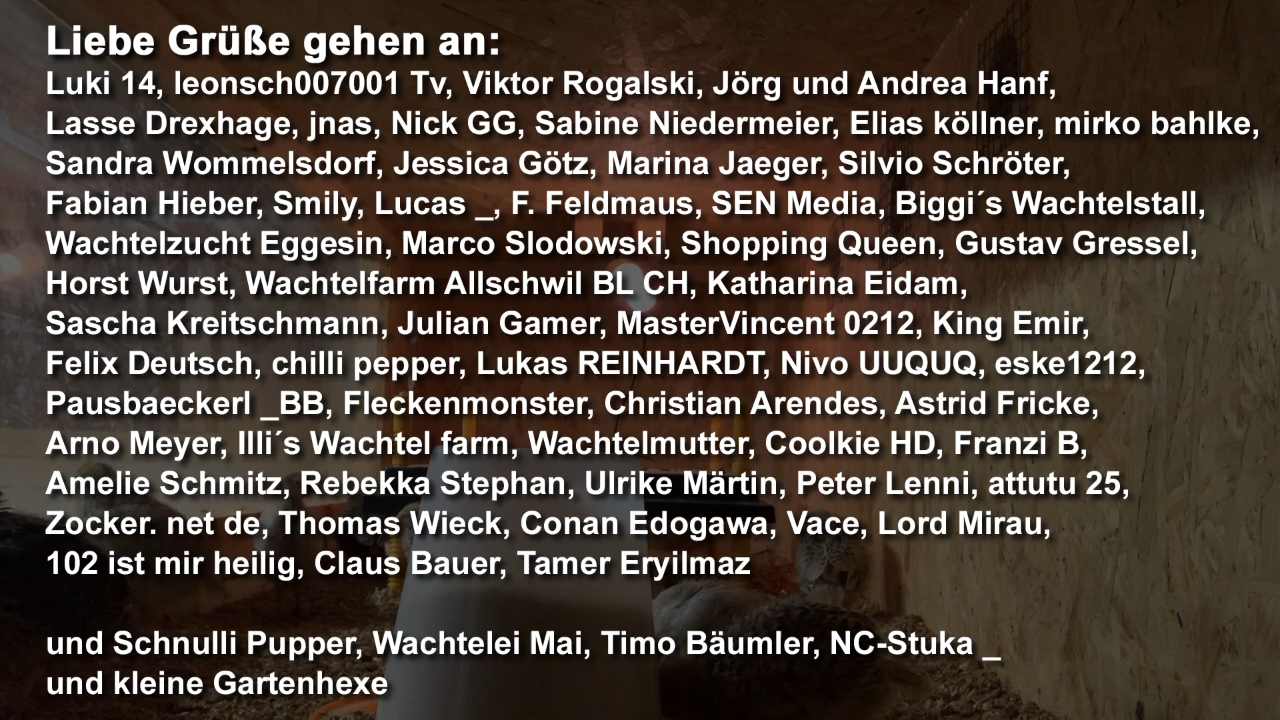 Liebe Grüße gehen an:
Luki 14, leonsch007001 Tv, Viktor Rogalski, Jörg und Andrea Hanf,
Lasse Drexhage, jnas, Nick GG, Sabine Niedermeier, Elias köllner, mirko bahlke,
Sandra Wommelsdorf, Jessica Götz, Marina Jaeger, Silvio Schröter,
Fabian Hieber, Smily, Lucas _, F. Feldmaus, SEN Media, Biggi´s Wachtelstall,
Wachtelzucht Eggesin, Marco Slodowski, Shopping Queen, Gustav Gressel,
Horst Wurst, Wachtelfarm Allschwil BL CH, Katharina Eidam,
Sascha Kreitschmann, Julian Gamer, MasterVincent 0212, King Emir,
Felix Deutsch, chilli pepper, Lukas REINHARDT, Nivo UUQUQ, eske1212,
Pausbaeckerl _BB, Fleckenmonster, Christian Arendes, Astrid Fricke,
Arno Meyer, Illi´s Wachtel farm, Wachtelmutter, Coolkie HD, Franzi B,
Amelie Schmitz, Rebekka Stephan, Ulrike Märtin, Peter Lenni, attutu 25,
Zocker. net de, Thomas Wieck, Conan Edogawa, Vace, Lord Mirau,
102 ist mir heilig, Claus Bauer, Tamer Eryilmaz
und Schnulli Pupper, Wachtelei Mai, Timo Bäumler, NC-Stuka _
und kleine Gartenhexe